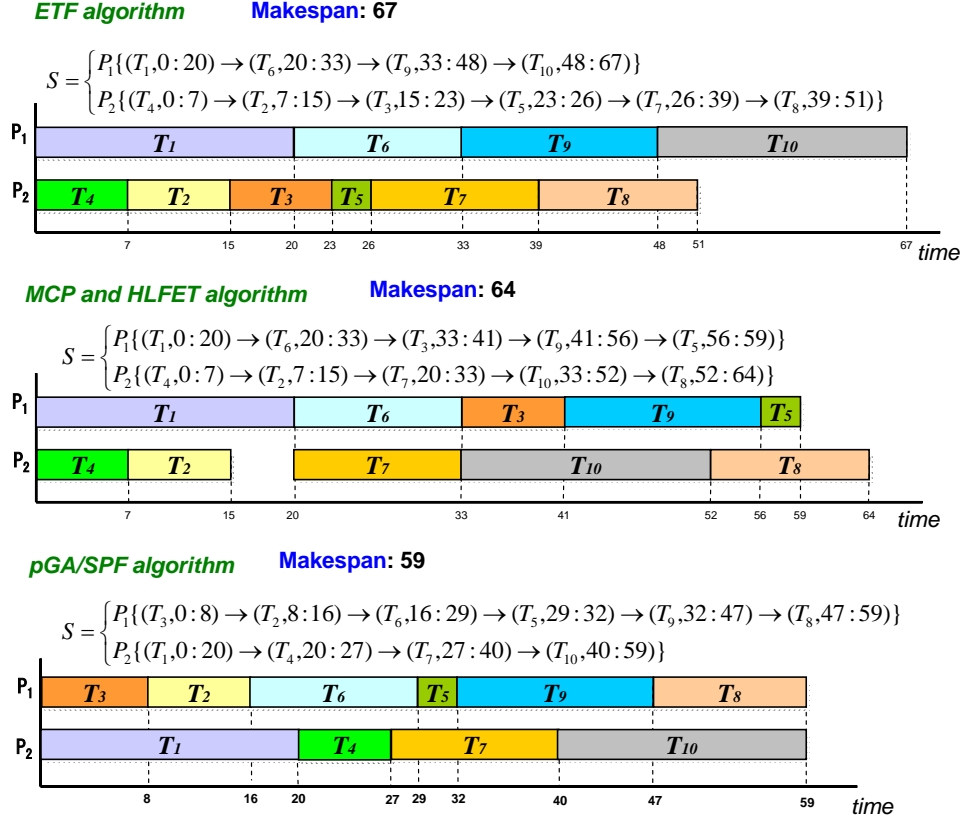 ETF algorithm Makespan: 67
S = { P₁{(T₁,0:20) → (T₆,20:33) → (T₉,33:48) → (T₁₀,48:67)}
P₂{(T₄,0:7) → (T₂,7:15) → (T₃,15:23) → (T₅,23:26) → (T₇,26:39) → (T₈,39:51)}
P₁ T₁ T₆ T₉ T₁₀
P₂ T₄ T₂ T₃ T₅ T₇ T₈
7 15 20 23 26 33 39 48 51 67 time
MCP and HLFET algorithm Makespan: 64
S = { P₁{(T₁,0:20) → (T₆,20:33) → (T₃,33:41) → (T₉,41:56) → (T₅,56:59)}
P₂{(T₄,0:7) → (T₂,7:15) → (T₇,20:33) → (T₁₀,33:52) → (T₈,52:64)}
P₁ T₁ T₆ T₃ T₉ T₅
P₂ T₄ T₂ T₇ T₁₀ T₈
7 15 20 33 41 52 56 59 64 time
pGA/SPF algorithm Makespan: 59
S = { P₁{(T₃,0:8) → (T₂,8:16) → (T₆,16:29) → (T₅,29:32) → (T₉,32:47) → (T₈,47:59)}
P₂{(T₁,0:20) → (T₄,20:27) → (T₇,27:40) → (T₁₀,40:59)}
P₁ T₃ T₂ T₆ T₅ T₉ T₈
P₂ T₁ T₄ T₇ T₁₀
8 16 20 27 29 32 40 47 59 time